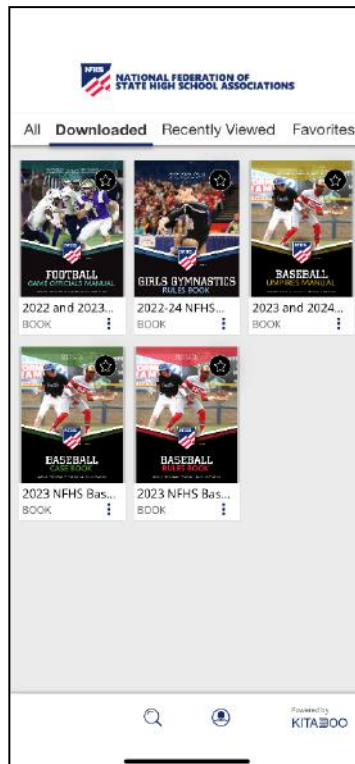 NFHS
NATIONAL FEDERATION OF
STATE HIGH SCHOOL ASSOCIATIONS
All Downloaded Recently Viewed Favorites
FOOTBALL
GAME OFFICIALS MANUAL
2022 and 2023...
BOOK
GIRLS GYMNASTICS
RULES BOOK
2022-24 NFHS...
BOOK
BASEBALL
UMPIRES MANUAL
2023 and 2024...
BOOK
BASEBALL
CASE BOOK
2023 NFHS Bas...
BOOK
BASEBALL
RULES BOOK
2023 NFHS Bas...
BOOK
Powered by
KITABOO